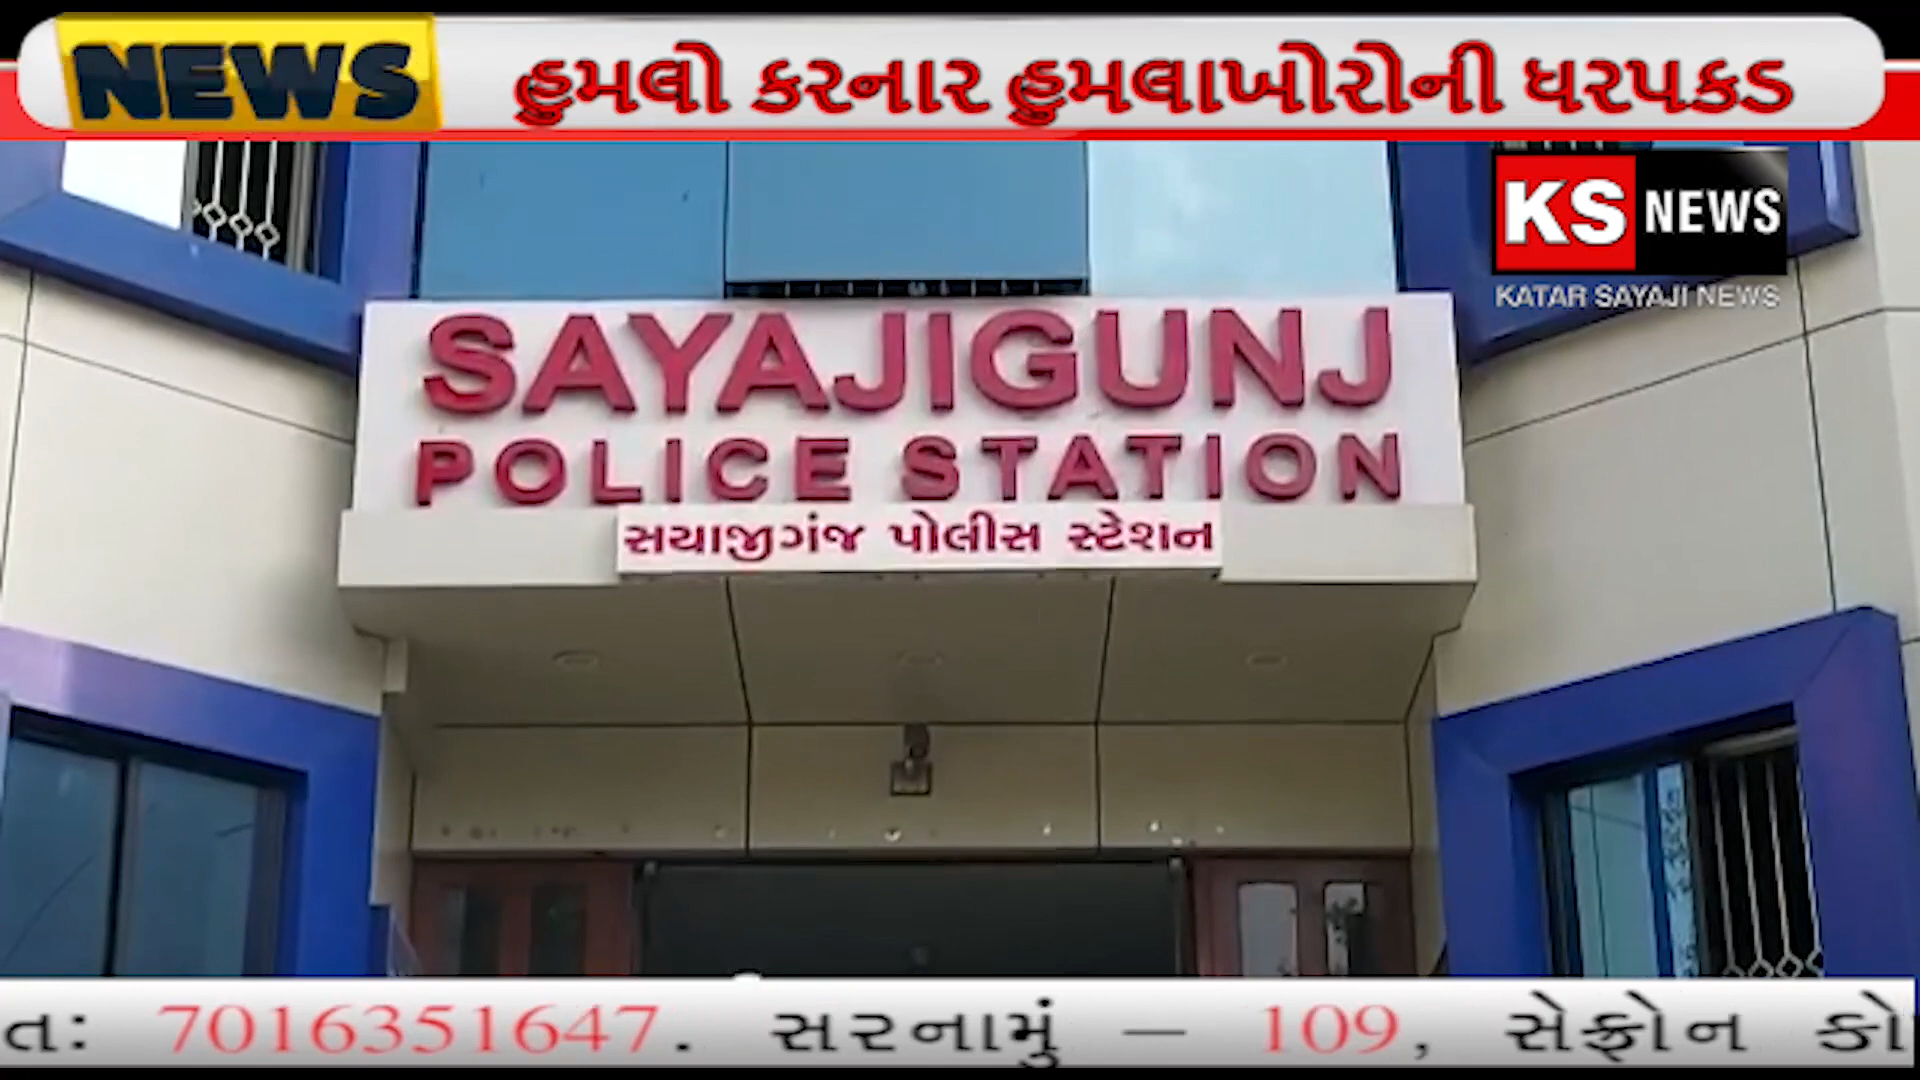 NEWS હુમલો કરનાર હુમલાખોરોની ધરપકડ
KS NEWS
KATAR SAYAJI NEWS
SAYAJIGUNJ
POLICE STATION
સયાજીગંજ પોલીસ સ્ટેશન
ત: 7016351647. સરનામું – 109, સેફ્રોન કો